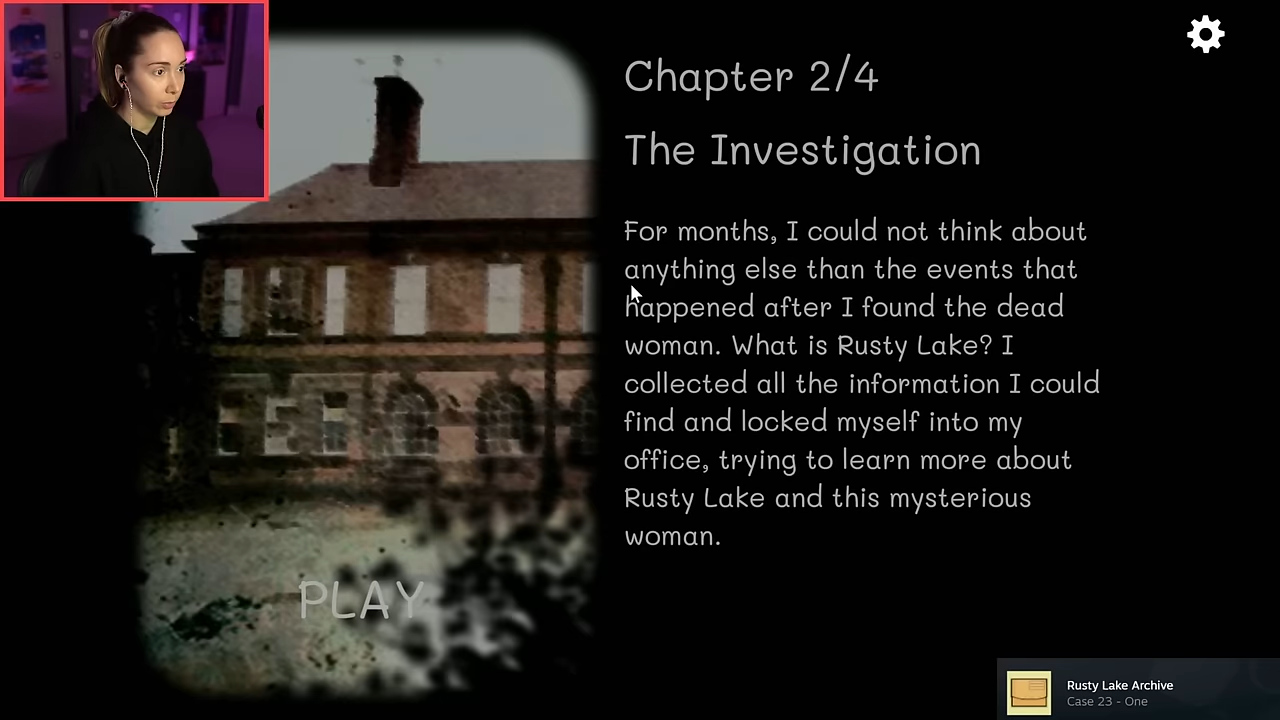 Chapter 2/4
The Investigation
For months, I could not think about
anything else than the events that
happened after I found the dead
woman. What is Rusty Lake? I
collected all the information I could
find and locked myself into my
office, trying to learn more about
Rusty Lake and this mysterious
woman.
PLAY
Rusty Lake Archive
Case 23 - One